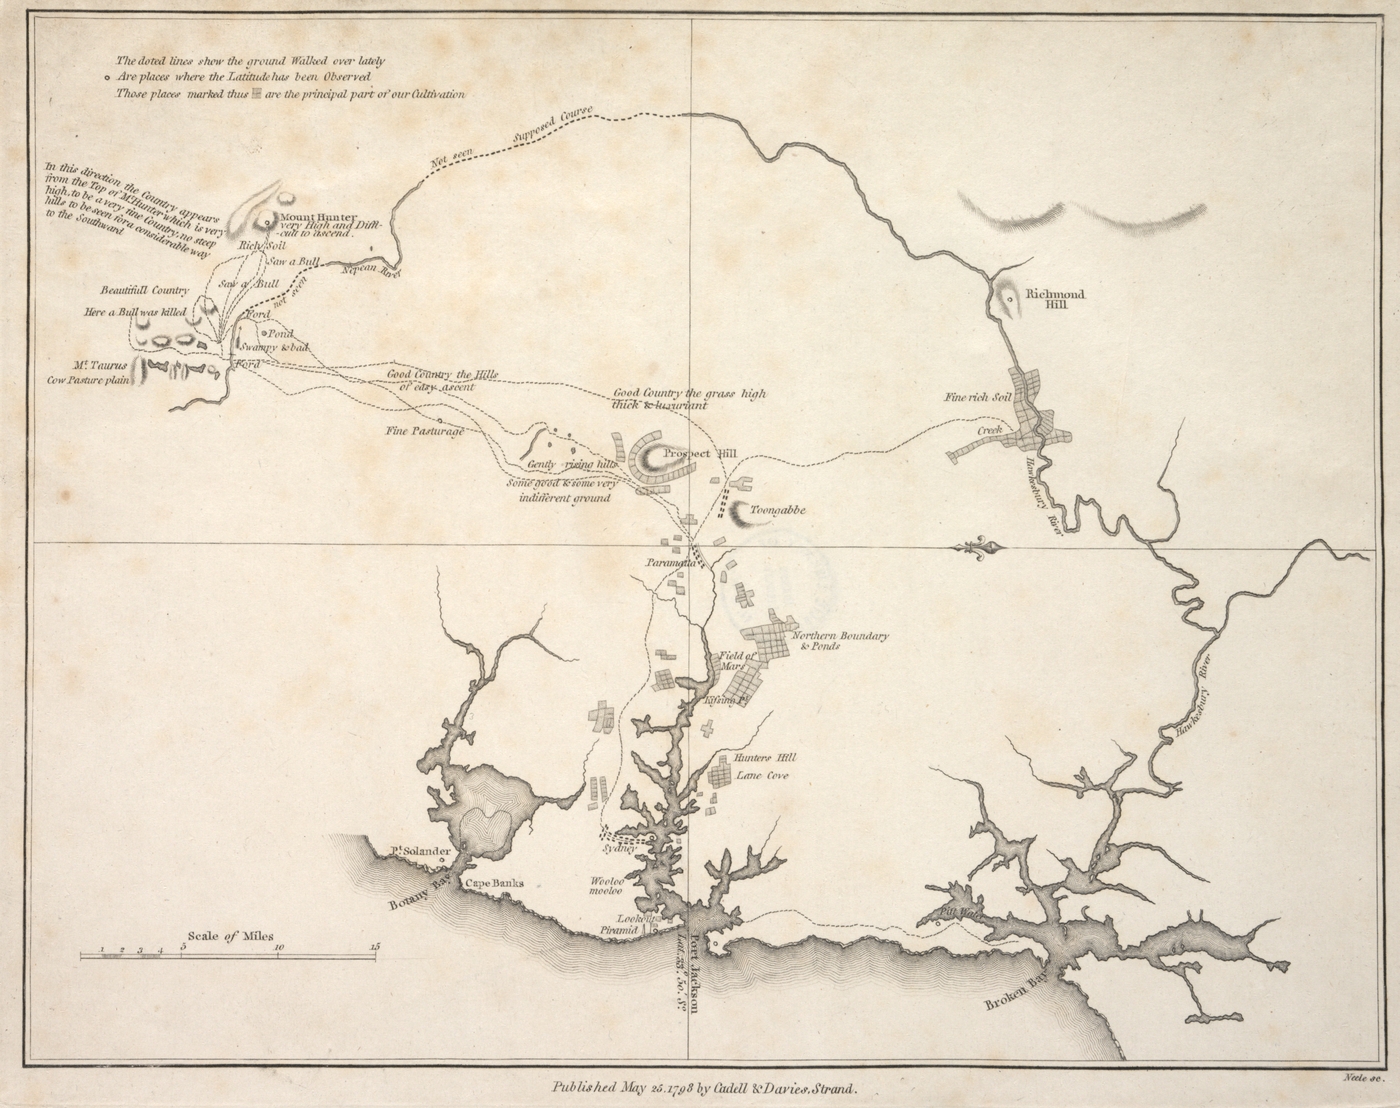 The doted lines show the ground Walked over lately
Are places where the Latitude has been Observed
Those places marked thus are the principal part of our Cultivation
Not seen
Supposed Course
In this direction the Country appears
from the Top of Mt. Hunter which is very
high, to be a very fine Country, no steep
hills to be seen for a considerable way
to the Southward
Mount Hunter
very High and Diffi-
-cult to ascend.
Rich Soil
Saw a Bull
Nepean River
Saw a Bull
not seen
Beautifull Country
Here a Bull was killed
Ford
Pond
Swampy & bad
Ford
Mt. Taurus
Cow Pasture plain
Richmond
Hill
Good Country the Hills
of easy ascent
Good Country the grass high
thick & luxuriant
Fine rich Soil
Creek
Fine Pasturage
Prospect Hill
Gently rising hills
Some good & some very
indifferent ground
Hawkesbury River
Toongabbe
Paramatta
Northern Boundary
& Ponds
Field of
Mars
Kissing Pt.
Hawkesbury River
Hunters Hill
Lane Cove
Sydney
Pt. Solander
Botany Bay
Cape Banks
Wooloo
mooloo
Lookout
Piramid
Pitt Water
Port Jackson
Lat. 33° 50' So.
Broken Bay
Scale of Miles
1 2 3 4 5 10 15
Published May 25. 1798 by Cadell & Davies, Strand.
Neele sc.